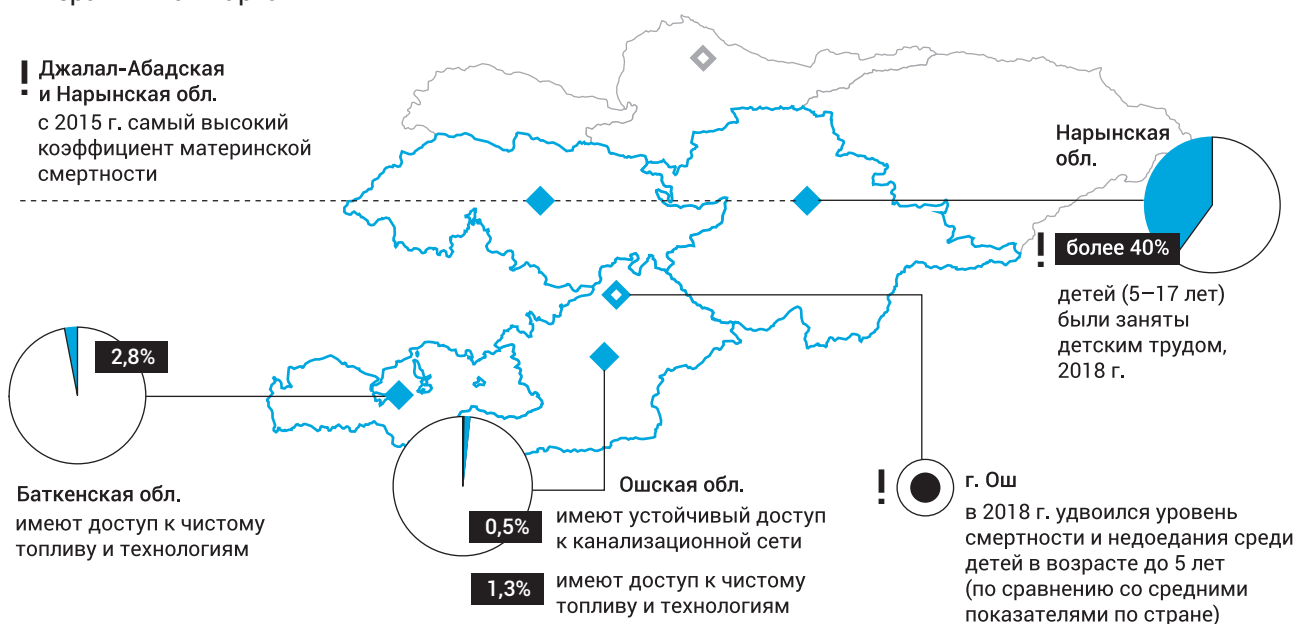 ! Джалал-Абадская
и Нарынская обл.
с 2015 г. самый высокий
коэффициент материнской
смертности
Нарынская
обл.
! более 40%
детей (5–17 лет)
были заняты
детским трудом,
2018 г.
2,8%
Баткенская обл.
имеют доступ к чистому
топливу и технологиям
Ошская обл.
0,5% имеют устойчивый доступ
к канализационной сети
1,3% имеют доступ к чистому
топливу и технологиям
! г. Ош
в 2018 г. удвоился уровень
смертности и недоедания среди
детей в возрасте до 5 лет
(по сравнению со средними
показателями по стране)